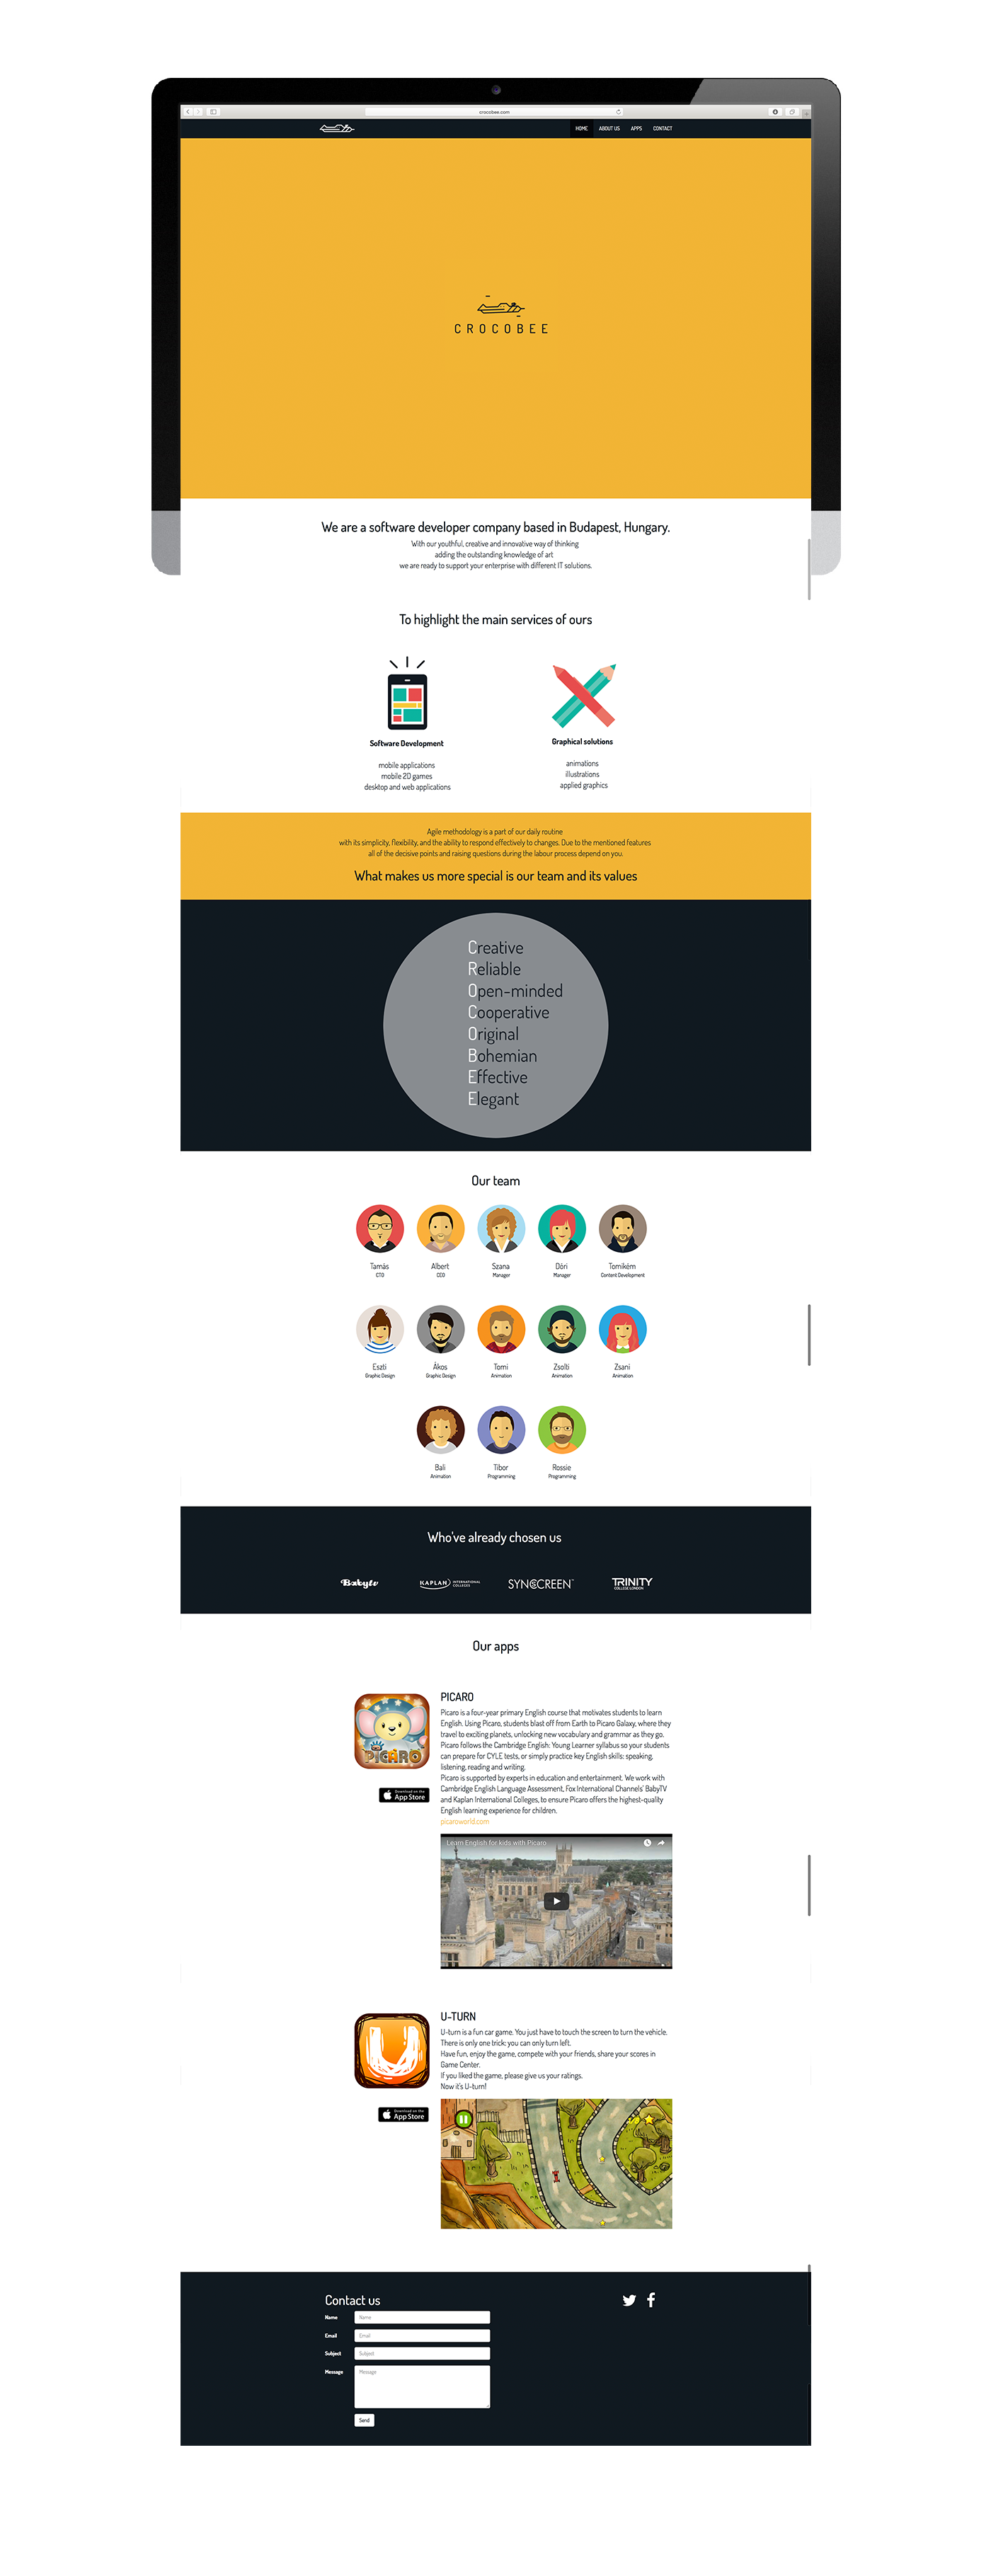 crocobee.com
HOME ABOUT US APPS CONTACT
CROCOBEE
We are a software developer company based in Budapest, Hungary.
With our youthful, creative and innovative way of thinking
adding the outstanding knowledge of art
we are ready to support your enterprise with different IT solutions.
To highlight the main services of ours
Software Development
mobile applications
mobile 2D games
desktop and web applications
Graphical solutions
animations
illustrations
applied graphics
Agile methodology is a part of our daily routine
with its simplicity, flexibility, and the ability to respond effectively to changes. Due to the mentioned features
all of the decisive points and raising questions during the labour process depend on you.
What makes us more special is our team and its values
Creative
Reliable
Open-minded
Cooperative
Original
Bohemian
Effective
Elegant
Our team
Tamás Albert Szana Dóri Tomikém
CTO CEO Manager Manager Content Development
Eszti Ákos Tomi Zsolti Zsani
Graphic Design Graphic Design Animation Animation Animation
Bali Tibor Rossie
Animation Programming Programming
Who've already chosen us
Babytv
KAPLAN INTERNATIONAL
COLLEGES
SYNCSCREEN
TRINITY
COLLEGE LONDON
Our apps
PICARO
PICARO
Picaro is a four-year primary English course that motivates students to learn
English. Using Picaro, students blast off from Earth to Picaro Galaxy, where they
travel to exciting planets, unlocking new vocabulary and grammar as they go.
Picaro follows the Cambridge English: Young Learner syllabus so your students
can prepare for CYLE tests, or simply practice key English skills: speaking,
listening, reading and writing.
Picaro is supported by experts in education and entertainment. We work with
Cambridge English Language Assessment, Fox International Channels' BabyTV
and Kaplan International Colleges, to ensure Picaro offers the highest-quality
English learning experience for children.
picaroworld.com
Download on the
App Store
Learn English for kids with Picaro
U
U-TURN
U-turn is a fun car game. You just have to touch the screen to turn the vehicle.
There is only one trick: you can only turn left.
Have fun, enjoy the game, compete with your friends, share your scores in
Game Center.
If you liked the game, please give us your ratings.
Now it's U-turn!
Download on the
App Store
Contact us
Name Name
Email Email
Subject Subject
Message Message
Send